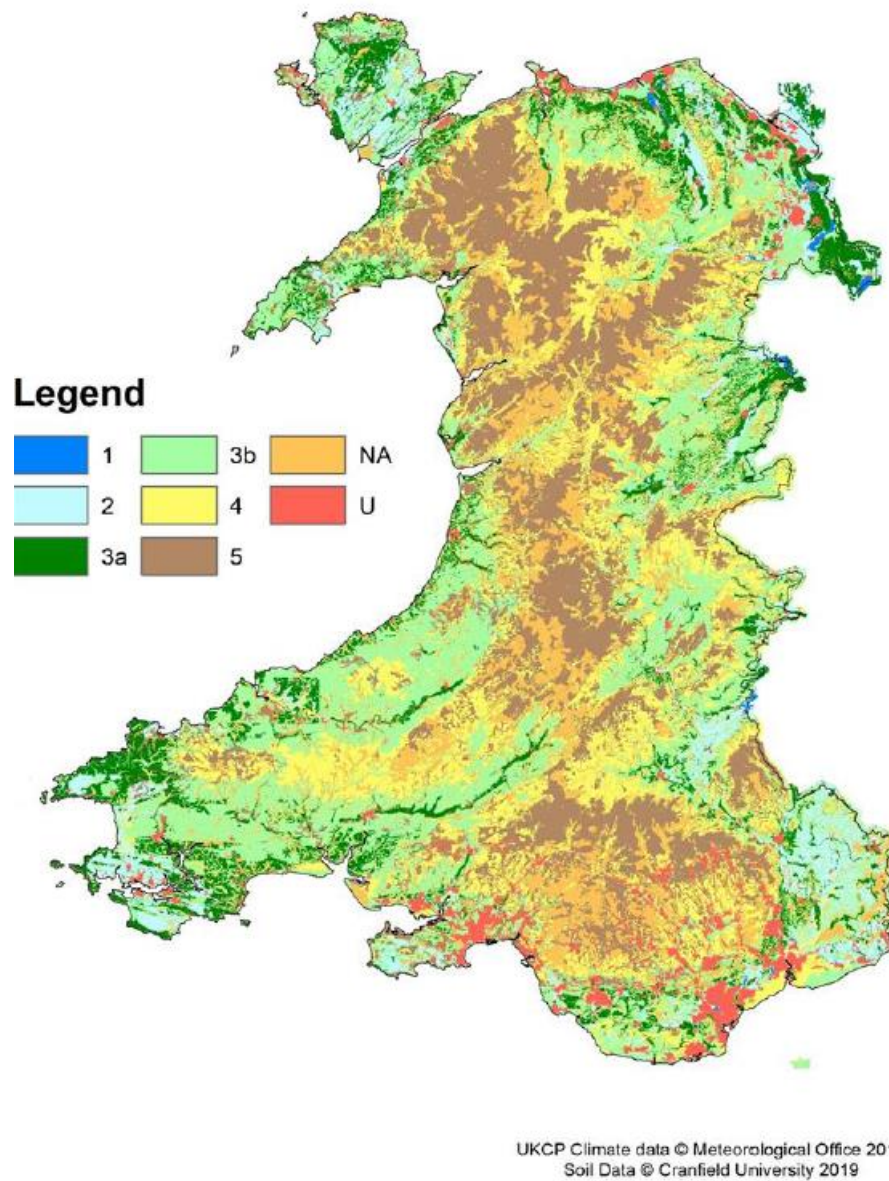 Legend
1 3b NA
2 4 U
3a 5
UKCP Climate data © Meteorological Office 20
Soil Data © Cranfield University 2019